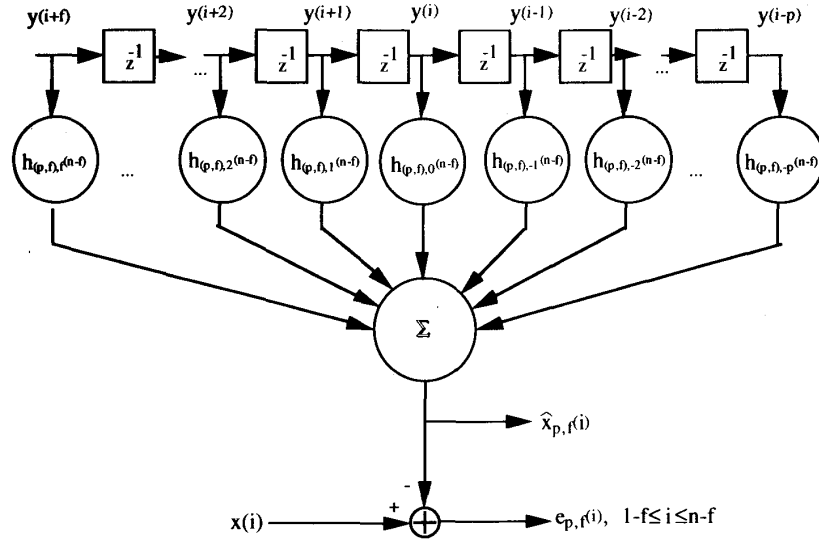 y(i+f) y(i+2) y(i+1) y(i) y(i-1) y(i-2) y(i-p)
z^-1 ... z^-1 z^-1 z^-1 z^-1 ... z^-1
h(p,f),f(n-f) ... h(p,f),2(n-f) h(p,f),1(n-f) h(p,f),0(n-f) h(p,f),-1(n-f) h(p,f),-2(n-f) ... h(p,f),-p(n-f)
Σ
x̂p,f(i)
-
+
x(i) + ep,f(i), 1-f≤ i ≤n-f